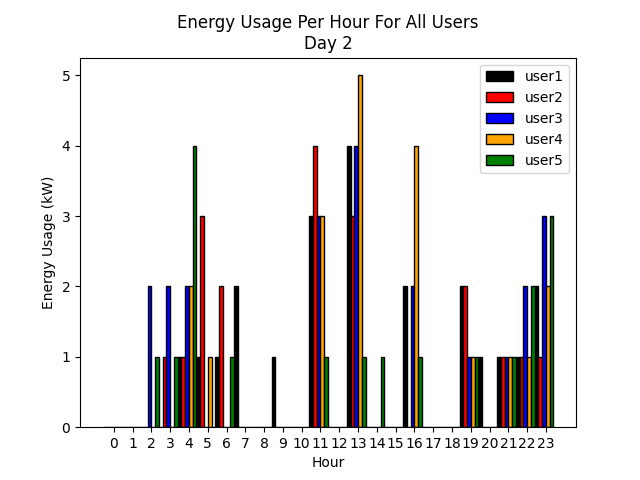 Energy Usage Per Hour For All Users
Day 2
user1
user2
user3
user4
user5
Energy Usage (kW)
5
4
3
2
1
0
0 1 2 3 4 5 6 7 8 9 10 11 12 13 14 15 16 17 18 19 20 21 22 23
Hour